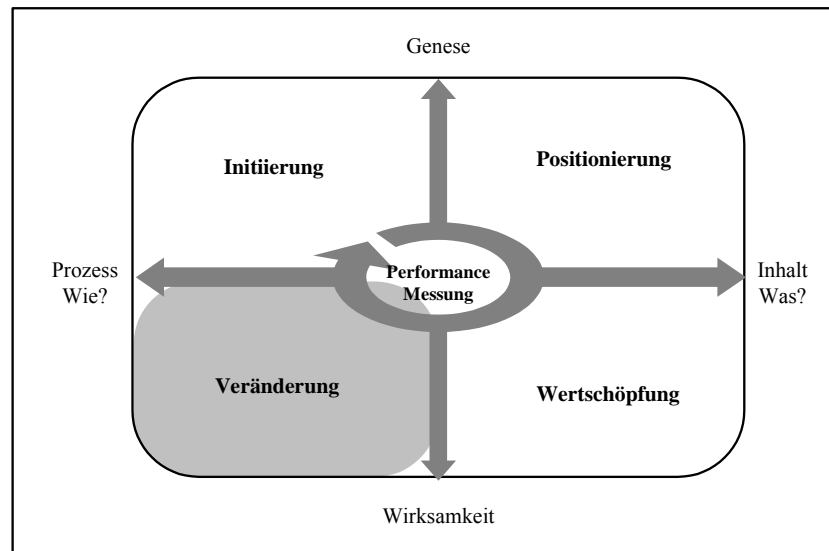 Genese
Initiierung
Positionierung
Prozess
Wie?
Performance
Messung
Inhalt
Was?
Veränderung
Wertschöpfung
Wirksamkeit